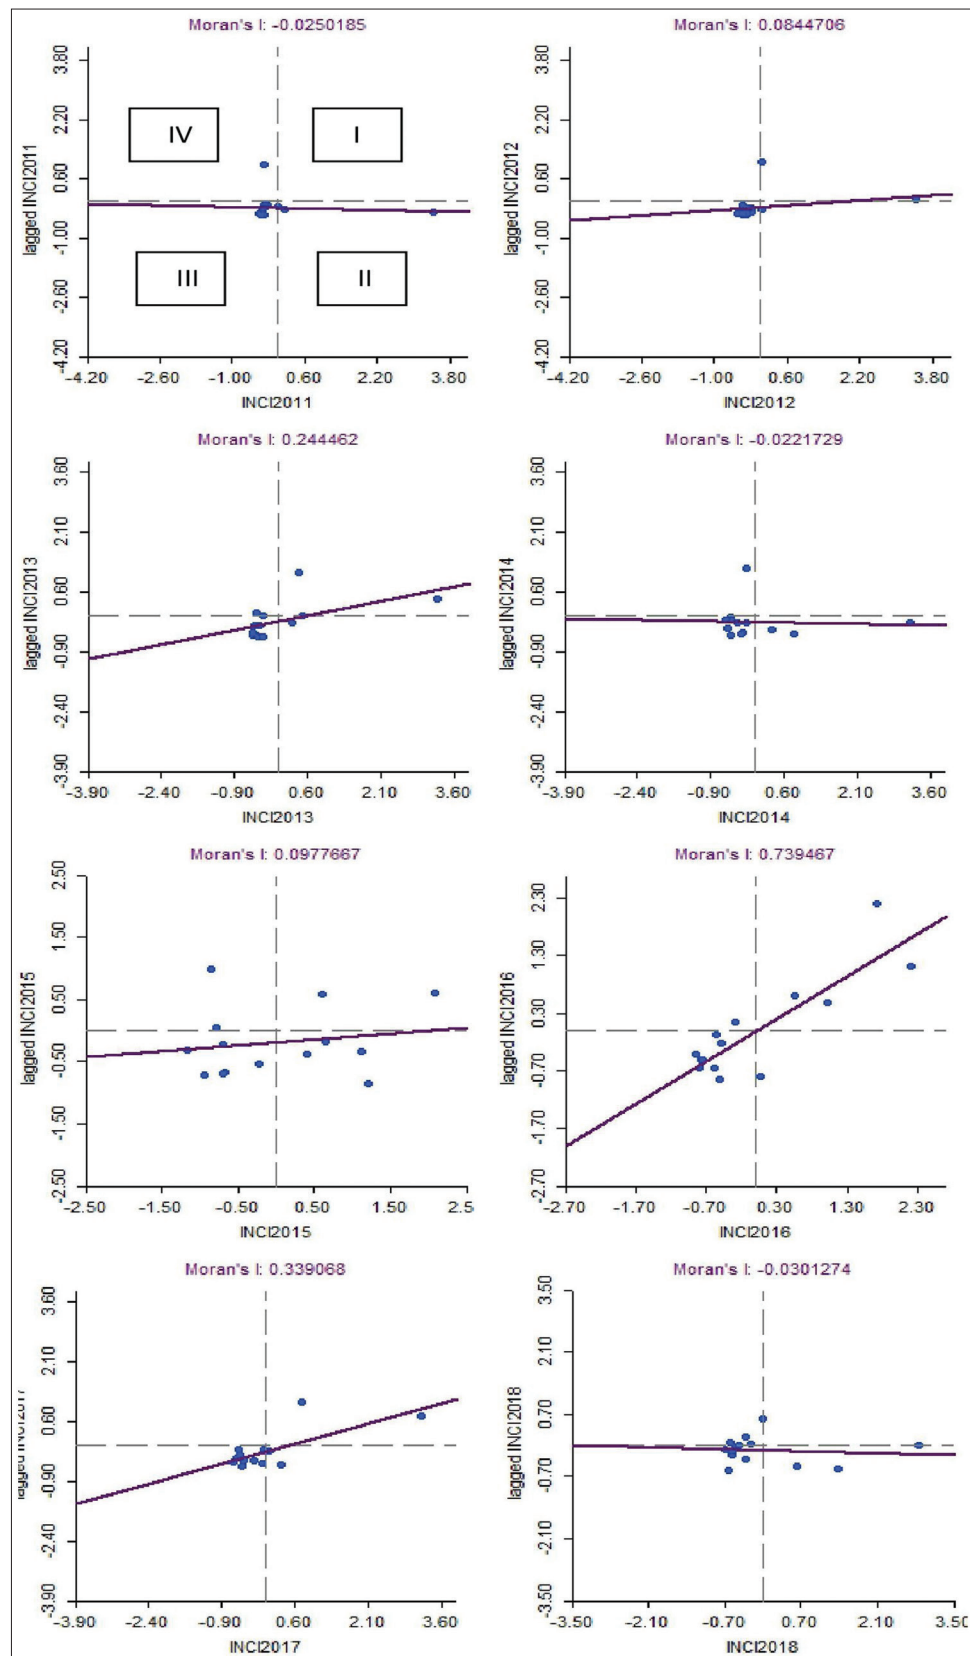 Moran's I: -0.0250185
lagged INCI2011
3.80
2.20
0.60
-1.00
-2.60
-4.20
IV
I
III
II
-4.20 -2.60 -1.00 0.60 2.20 3.80
INCI2011
Moran's I: 0.0844706
lagged INCI2012
3.80
2.20
0.60
-1.00
-2.60
-4.20
-4.20 -2.60 -1.00 0.60 2.20 3.80
INCI2012
Moran's I: 0.244462
lagged INCI2013
3.60
2.10
0.60
-0.90
-2.40
-3.90
-3.90 -2.40 -0.90 0.60 2.10 3.60
INCI2013
Moran's I: -0.0221729
lagged INCI2014
3.60
2.10
0.60
-0.90
-2.40
-3.90
-3.90 -2.40 -0.90 0.60 2.10 3.60
INCI2014
Moran's I: 0.0977667
lagged INCI2015
2.50
1.50
0.50
-0.50
-1.50
-2.50
-2.50 -1.50 -0.50 0.50 1.50 2.5
INCI2015
Moran's I: 0.739467
lagged INCI2016
2.30
1.30
0.30
-0.70
-1.70
-2.70
-2.70 -1.70 -0.70 0.30 1.30 2.30
INCI2016
Moran's I: 0.339068
lagged INCI2017
3.60
2.10
0.60
-0.90
-2.40
-3.90
-3.90 -2.40 -0.90 0.60 2.10 3.60
INCI2017
Moran's I: -0.0301274
lagged INCI2018
3.50
2.10
0.70
-0.70
-2.10
-3.50
-3.50 -2.10 -0.70 0.70 2.10 3.50
INCI2018